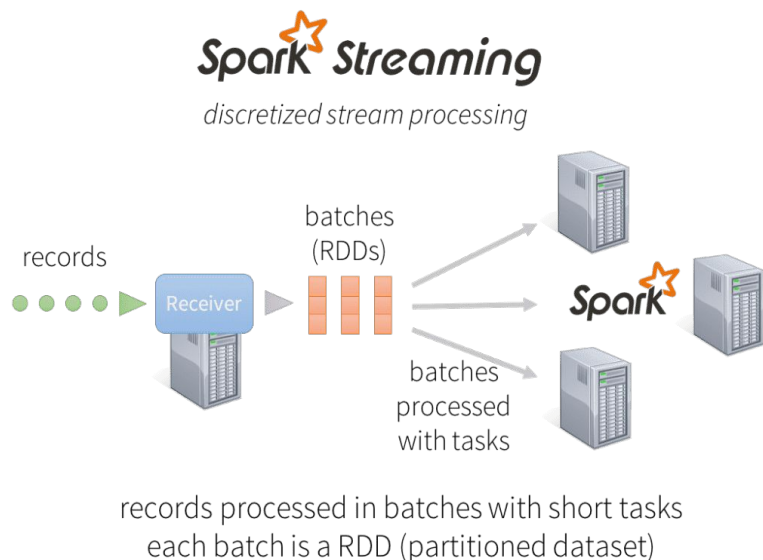 Spark Streaming
discretized stream processing
records
Receiver
batches
(RDDs)
Spark
batches
processed
with tasks
records processed in batches with short tasks
each batch is a RDD (partitioned dataset)